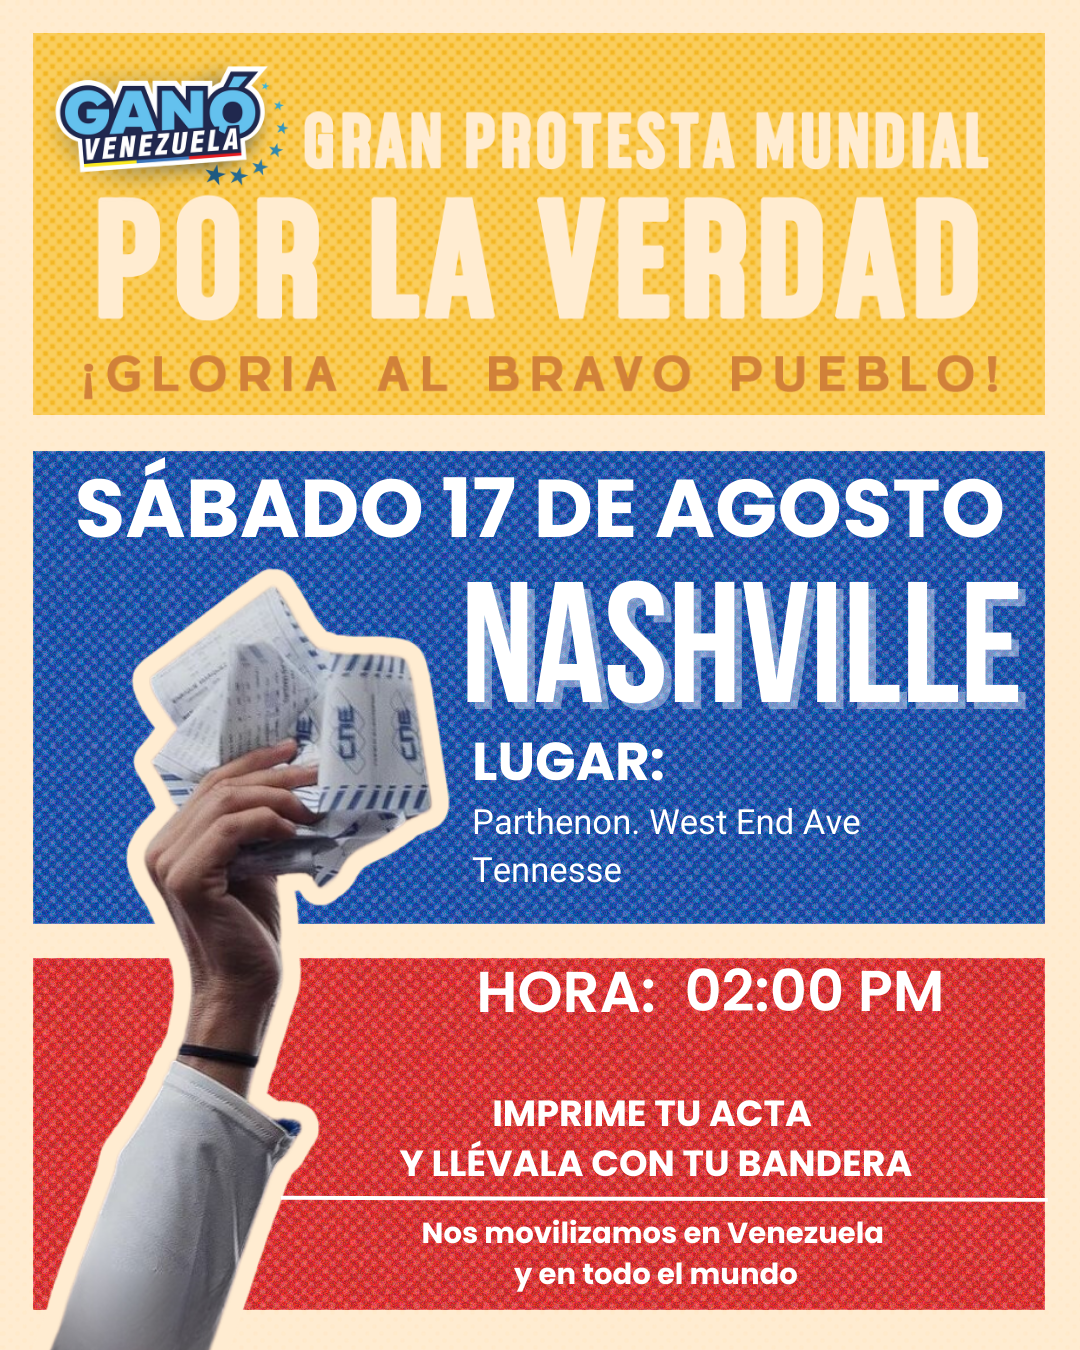 GANÓ
VENEZUELA
GRAN PROTESTA MUNDIAL
POR LA VERDAD
¡GLORIA AL BRAVO PUEBLO!
SÁBADO 17 DE AGOSTO
NASHVILLE
CNE
CNE
LUGAR:
Parthenon. West End Ave
Tennesse
HORA: 02:00 PM
IMPRIME TU ACTA
Y LLÉVALA CON TU BANDERA
Nos movilizamos en Venezuela
y en todo el mundo